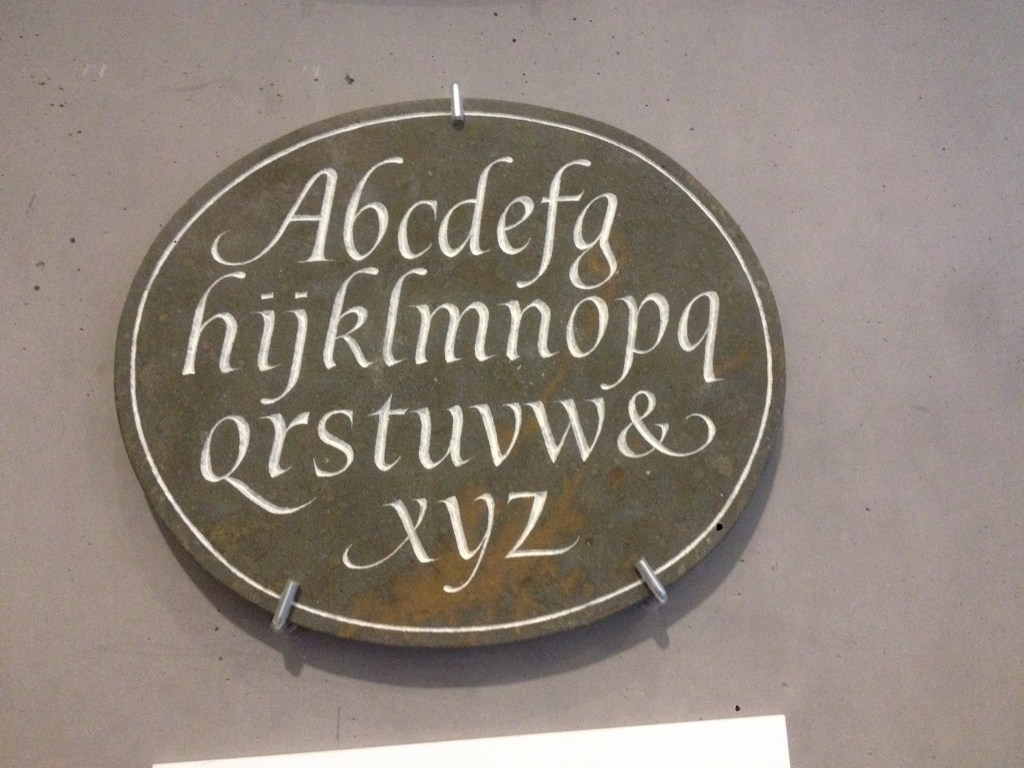 Abcdefg
hijklmnopq
Qrstuvw&
xyz